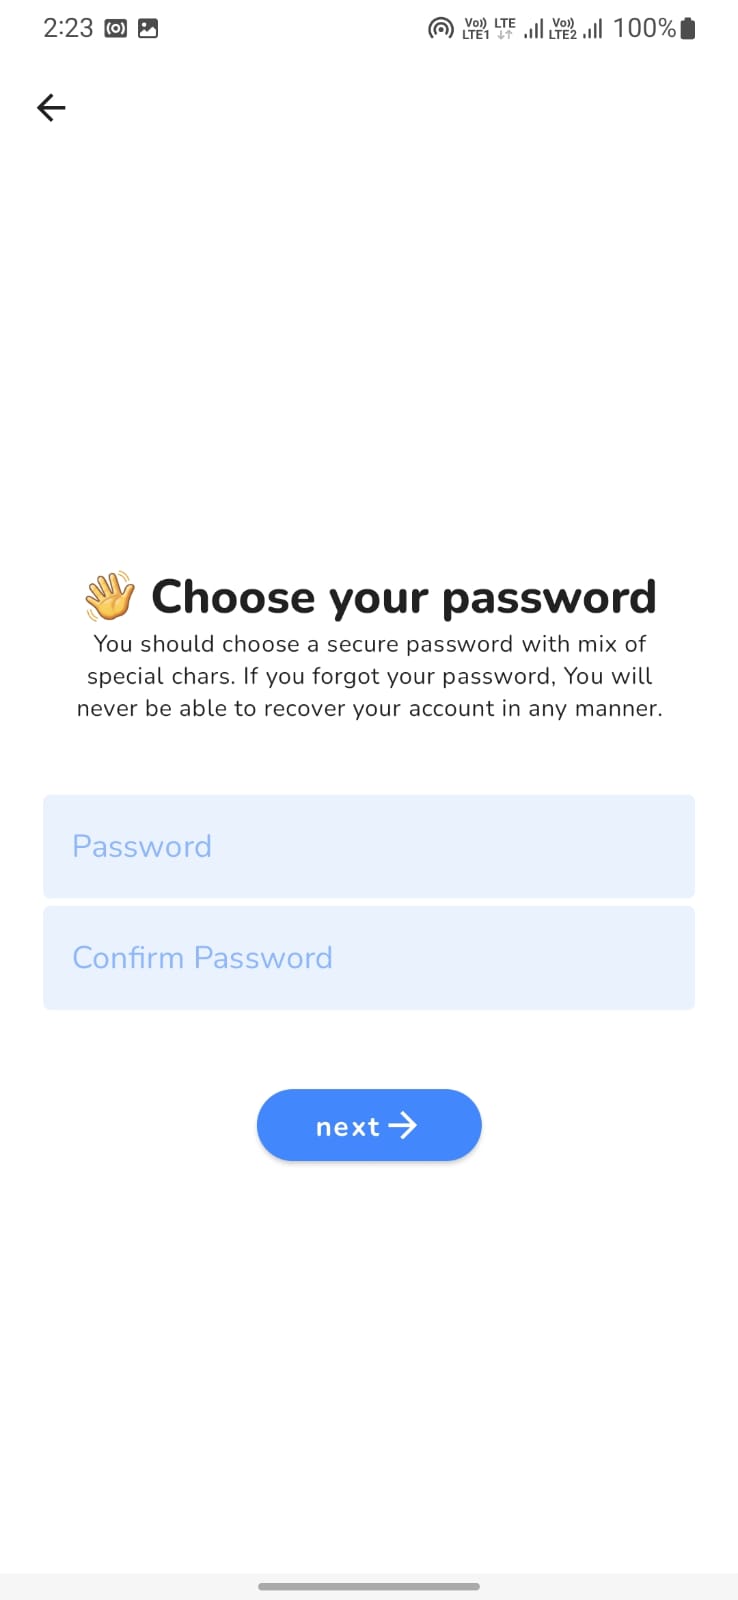 2:23 Vo)) LTE LTE1 Vo)) LTE2 100%
Choose your password
You should choose a secure password with mix of
special chars. If you forgot your password, You will
never be able to recover your account in any manner.
Password
Confirm Password
next